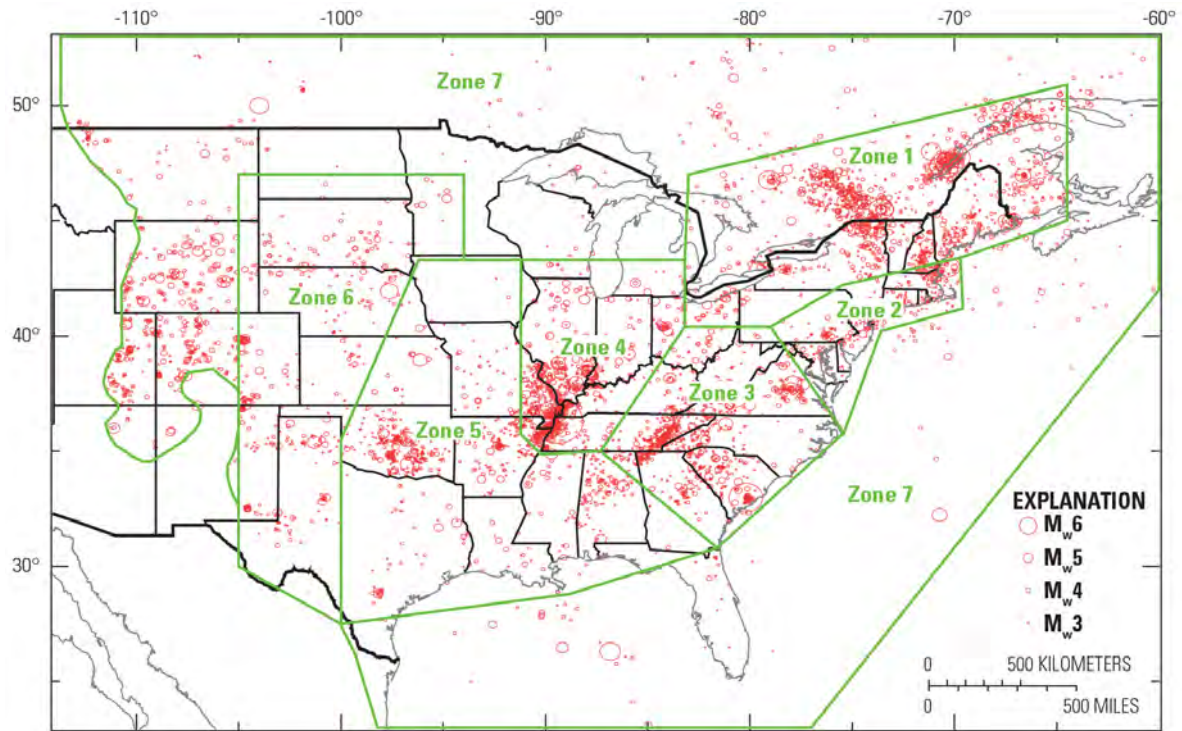 -110° -100° -90° -80° -70° -60°
50°
40°
30°
Zone 7
Zone 1
Zone 6
Zone 2
Zone 4
Zone 3
Zone 5
Zone 7
EXPLANATION
Mw6
Mw5
Mw4
Mw3
0 500 KILOMETERS
0 500 MILES